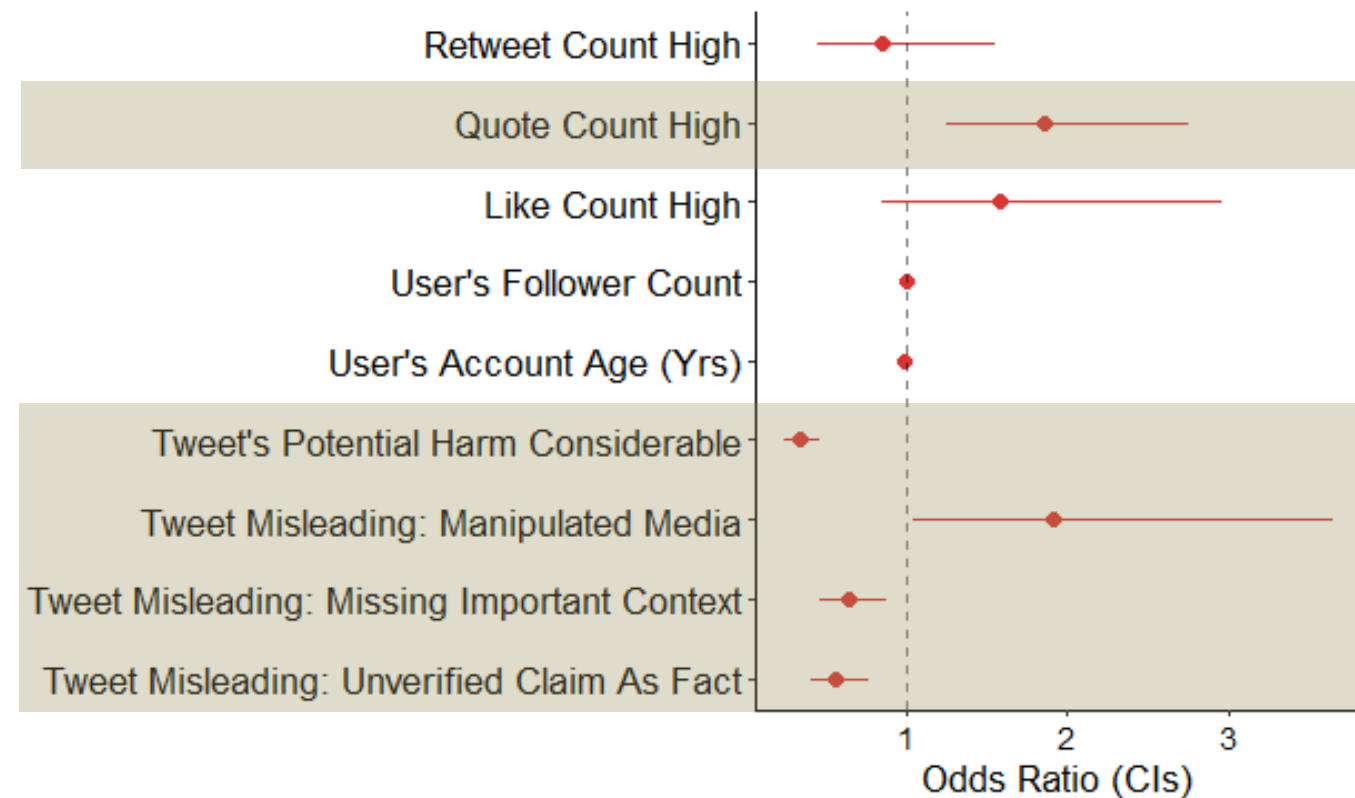 Retweet Count High
Quote Count High
Like Count High
User's Follower Count
User's Account Age (Yrs)
Tweet's Potential Harm Considerable
Tweet Misleading: Manipulated Media
Tweet Misleading: Missing Important Context
Tweet Misleading: Unverified Claim As Fact
1 2 3
Odds Ratio (CIs)